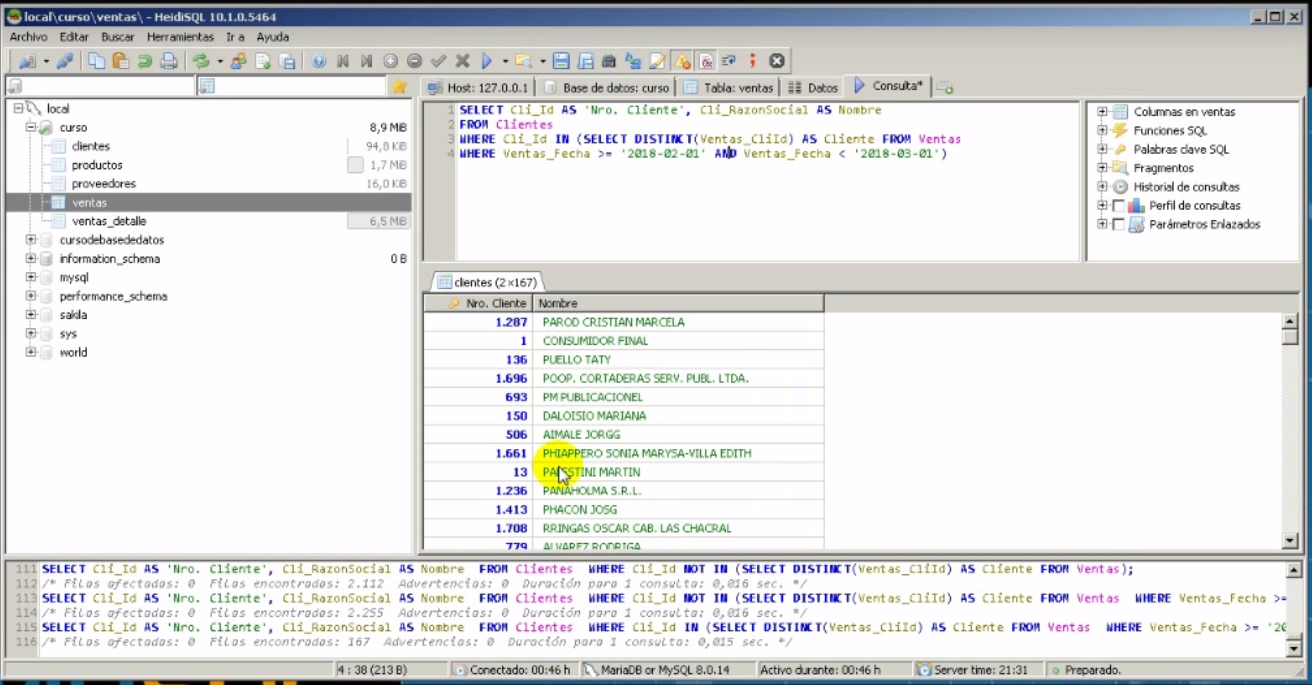 local\curso\ventas\ - HeidiSQL 10.1.0.5464
Archivo Editar Buscar Herramientas Ir a Ayuda
Host: 127.0.0.1 Base de datos: curso Tabla: ventas Datos Consulta*
local
curso 8,9 MB
clientes 94,8 KB
productos 1,7 MB
proveedores 16,0 KB
ventas
ventas_detalle 6,5 MB
cursodebasededatos
information_schema 0 B
mysql
performance_schema
sakila
sys
world
1 SELECT Cli_Id AS 'Nro. Cliente', Cli_RazonSocial AS Nombre
2 FROM Clientes
3 WHERE Cli_Id IN (SELECT DISTINCT(Ventas_CliId) AS Cliente FROM Ventas
4 WHERE Ventas_Fecha >= '2018-02-01' AND Ventas_Fecha < '2018-03-01')
Columnas en ventas
Funciones SQL
Palabras clave SQL
Fragmentos
Historial de consultas
Perfil de consultas
Parámetros Enlazados
clientes (2×167)
Nro. Cliente Nombre
1.287 PAROD CRISTIAN MARCELA
1 CONSUMIDOR FINAL
136 PUELLO TATY
1.696 POOP. CORTADERAS SERV. PUBL. LTDA.
693 PM PUBLICACIONEL
150 DALOISIO MARIANA
506 AIMALE JORGG
1.661 PHIAPPERO SONIA MARYSA-VILLA EDITH
13 MARTIN
1.236 PANAHOLMA S.R.L.
1.413 PHACON JOSG
1.708 RRINGAS OSCAR CAB. LAS CHACRAL
779 ALVAREZ RODRIGA
111 SELECT Cli_Id AS 'Nro. Cliente', Cli_RazonSocial AS Nombre FROM Clientes WHERE Cli_Id NOT IN (SELECT DISTINCT(Ventas_CliId) AS Cliente FROM Ventas);
112 /* Filas afectadas: 0 Filas encontradas: 2.112 Advertencias: 0 Duración para 1 consulta: 0,016 sec. */
113 SELECT Cli_Id AS 'Nro. Cliente', Cli_RazonSocial AS Nombre FROM Clientes WHERE Cli_Id NOT IN (SELECT DISTINCT(Ventas_CliId) AS Cliente FROM Ventas WHERE Ventas_Fecha >=
114 /* Filas afectadas: 0 Filas encontradas: 2.255 Advertencias: 0 Duración para 1 consulta: 0,016 sec. */
115 SELECT Cli_Id AS 'Nro. Cliente', Cli_RazonSocial AS Nombre FROM Clientes WHERE Cli_Id IN (SELECT DISTINCT(Ventas_CliId) AS Cliente FROM Ventas WHERE Ventas_Fecha >= '20
116 /* Filas afectadas: 0 Filas encontradas: 167 Advertencias: 0 Duración para 1 consulta: 0,015 sec. */
4 : 38 (213 B) Conectado: 00:46 h MariaDB or MySQL 8.0.14 Activo durante: 00:46 h Server time: 21:31 Preparado.